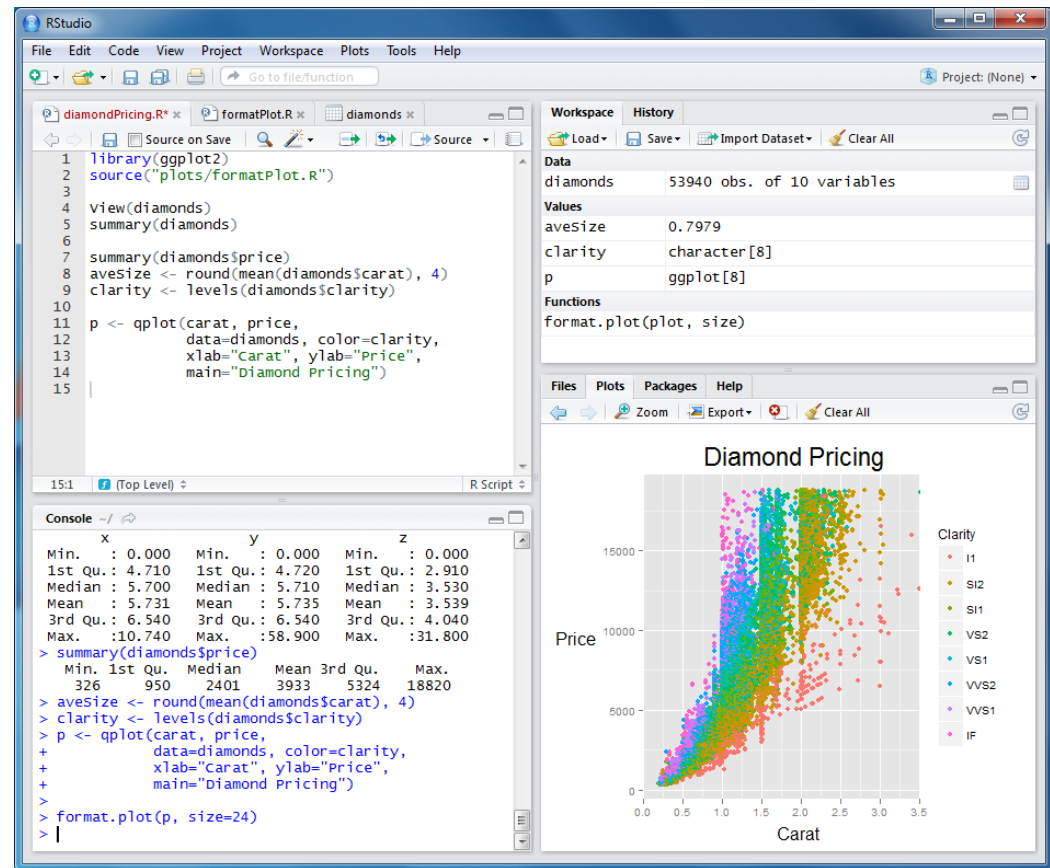 RStudio
File Edit Code View Project Workspace Plots Tools Help
Go to file/function
Project: (None)
diamondPricing.R*
formatPlot.R
diamonds
Source on Save
Source
1 library(ggplot2)
2 source("plots/formatPlot.R")
3
4 View(diamonds)
5 summary(diamonds)
6
7 summary(diamonds$price)
8 aveSize <- round(mean(diamonds$carat), 4)
9 clarity <- levels(diamonds$clarity)
10
11 p <- qplot(carat, price,
12 data=diamonds, color=clarity,
13 xlab="Carat", ylab="Price",
14 main="Diamond Pricing")
15
15:1 (Top Level) R Script
Console ~/
x y z
Min. : 0.000 Min. : 0.000 Min. : 0.000
1st Qu.: 4.710 1st Qu.: 4.720 1st Qu.: 2.910
Median : 5.700 Median : 5.710 Median : 3.530
Mean : 5.731 Mean : 5.735 Mean : 3.539
3rd Qu.: 6.540 3rd Qu.: 6.540 3rd Qu.: 4.040
Max. :10.740 Max. :58.900 Max. :31.800
> summary(diamonds$price)
Min. 1st Qu. Median Mean 3rd Qu. Max.
326 950 2401 3933 5324 18820
> aveSize <- round(mean(diamonds$carat), 4)
> clarity <- levels(diamonds$clarity)
> p <- qplot(carat, price,
+ data=diamonds, color=clarity,
+ xlab="Carat", ylab="Price",
+ main="Diamond Pricing")
>
> format.plot(p, size=24)
>
Workspace History
Load Save Import Dataset Clear All
Data
diamonds 53940 obs. of 10 variables
Values
aveSize 0.7979
clarity character[8]
p ggplot[8]
Functions
format.plot(plot, size)
Files Plots Packages Help
Zoom Export Clear All
Diamond Pricing
Price
15000
10000
5000
0
0.0 0.5 1.0 1.5 2.0 2.5 3.0 3.5
Carat
Clarity
I1
SI2
SI1
VS2
VS1
VVS2
VVS1
IF